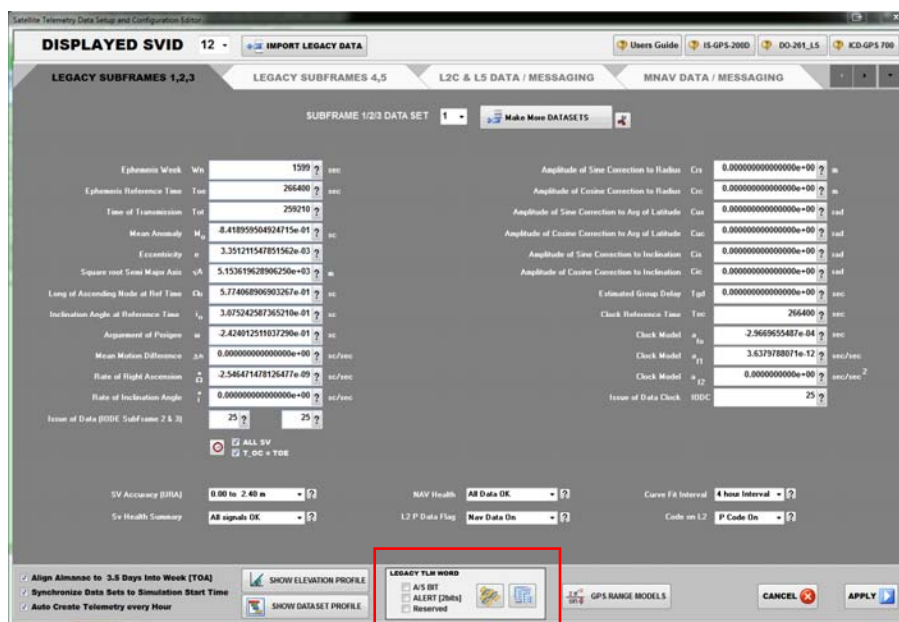 Satellite Telemetry Data Setup and Configuration Editor
DISPLAYED SVID 12 IMPORT LEGACY DATA Users Guide IS-GPS-200D DO-261_L5 ICD-GPS 700
LEGACY SUBFRAMES 1,2,3 LEGACY SUBFRAMES 4,5 L2C & L5 DATA / MESSAGING MNAV DATA / MESSAGING
SUBFRAME 1/2/3 DATA SET 1 Make More DATASETS
Ephemeris Week Wn 1599 ? sec
Amplitude of Sine Correction to Radius Crs 0.000000000000000e+00 ? m
Ephemeris Reference Time Toe 266400 ? sec
Amplitude of Cosine Correction to Radius Crc 0.000000000000000e+00 ? m
Time of Transmission Tot 259210 ?
Amplitude of Sine Correction to Arg of Latitude Cus 0.000000000000000e+00 ? rad
Mean Anomaly M0 -8.418959504924715e-01 ? sc
Amplitude of Cosine Correction to Arg of Latitude Cuc 0.000000000000000e+00 ? rad
Eccentricity e 3.351211547851562e-03 ?
Amplitude of Sine Correction to Inclination Cis 0.000000000000000e+00 ? rad
Square root Semi Major Axis √A 5.153619628906250e+03 ? m
Amplitude of Cosine Correction to Inclination Cic 0.000000000000000e+00 ? rad
Long of Ascending Node at Ref Time Ω0 5.774068906903267e-01 ? sc
Estimated Group Delay Tgd 0.000000000000000e+00 ? sec
Inclination Angle at Reference Time i0 3.075242587365210e-01 ? sc
Clock Reference Time Toc 266400 ? sec
Arguement of Perigee ω -2.424012511037290e-01 ? sc
Clock Model a f0 -2.9669655487e-04 ? sec
Mean Motion Difference Δn 0.000000000000000e+00 ? sc/sec
Clock Model a f1 3.6379788071e-12 ? sec/sec
Rate of Right Ascension Ω̇ -2.546471478126477e-09 ? sc/sec
Clock Model a f2 0.0000000000e+00 ? sec/sec2
Rate of Inclination Angle i̇ 0.000000000000000e+00 ? sc/sec
Issue of Data Clock IODC 25 ?
Issue of Data (IODE SubFrame 2 & 3) 25 ? 25 ?
ALL SV
T_OC = TOE
SV Accuracy (URA) 0.00 to 2.40 m ? NAV Health All Data OK ? Curve Fit Interval 4 hour Interval ?
Sv Health Summary All signals OK ? L2 P Data Flag Nav Data On ? Code on L2 P Code On ?
Align Almanac to 3.5 Days Into Week [TOA]
Synchronize Data Sets to Simulation Start Time
Auto Create Telemetry every Hour
SHOW ELEVATION PROFILE
SHOW DATASET PROFILE
LEGACY TLM WORD
A/S BIT
ALERT [2bits]
Reserved
GPS RANGE MODELS
CANCEL
APPLY